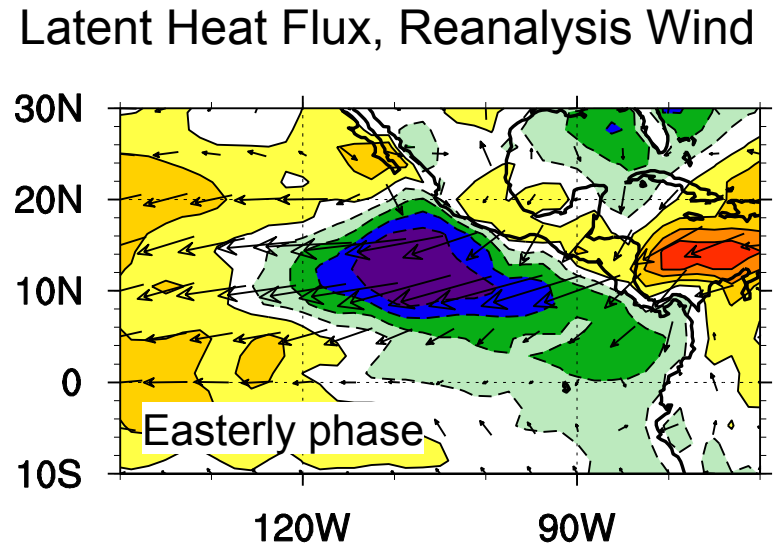 Latent Heat Flux, Reanalysis Wind
30N
20N
10N
0
Easterly phase
10S
120W 90W